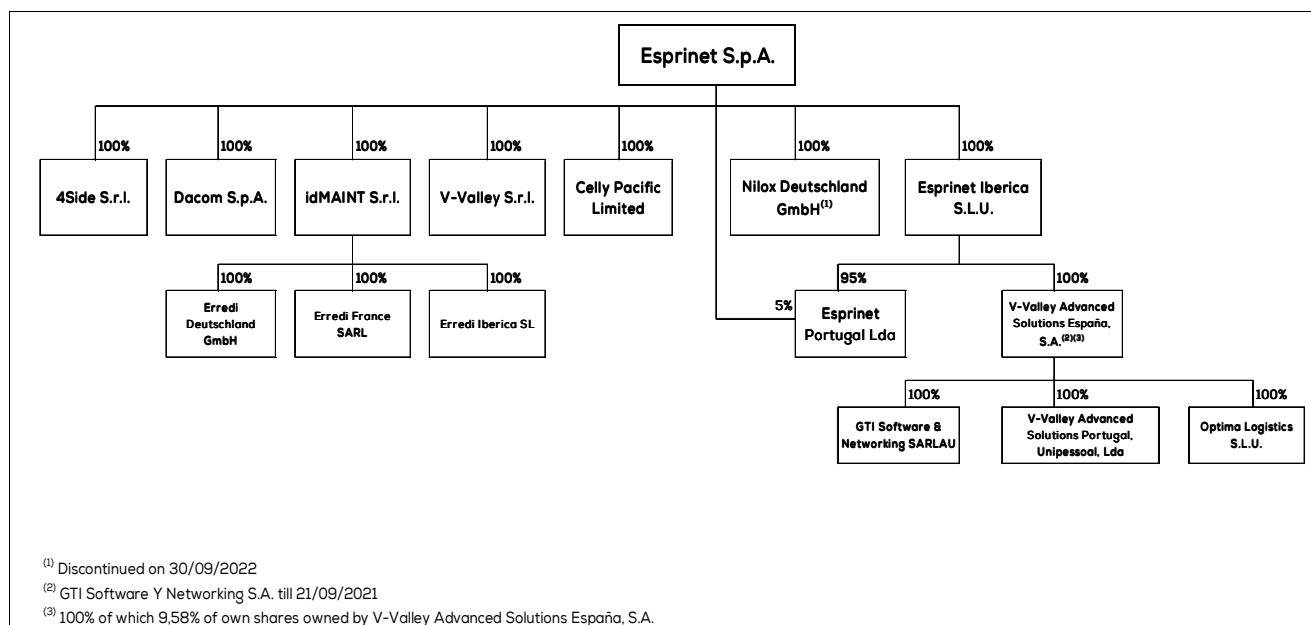 Esprinet S.p.A.
100%
100%
100%
100%
100%
100%
100%
4Side S.r.l.
Dacom S.p.A.
idMAINT S.r.l.
V-Valley S.r.l.
Celly Pacific
Limited
Nilox Deutschland
GmbH(1)
Esprinet Iberica
S.L.U.
100%
100%
100%
95%
100%
Erredi
Deutschland
GmbH
Erredi France
SARL
Erredi Iberica SL
5%
Esprinet
Portugal Lda
V-Valley Advanced
Solutions España,
S.A.(2)(3)
100%
100%
100%
GTI Software &
Networking SARLAU
V-Valley Advanced
Solutions Portugal,
Unipessoal, Lda
Optima Logistics
S.L.U.
(1) Discontinued on 30/09/2022
(2) GTI Software Y Networking S.A. till 21/09/2021
(3) 100% of which 9,58% of own shares owned by V-Valley Advanced Solutions España, S.A.